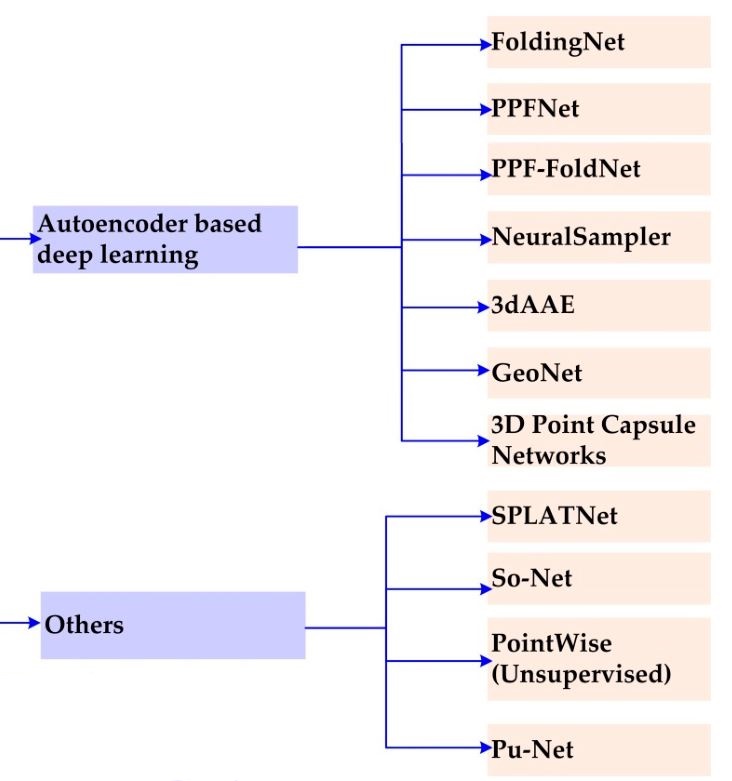 FoldingNet
PPFNet
PPF-FoldNet
Autoencoder based
deep learning
NeuralSampler
3dAAE
GeoNet
3D Point Capsule
Networks
SPLATNet
So-Net
Others
PointWise
(Unsupervised)
Pu-Net